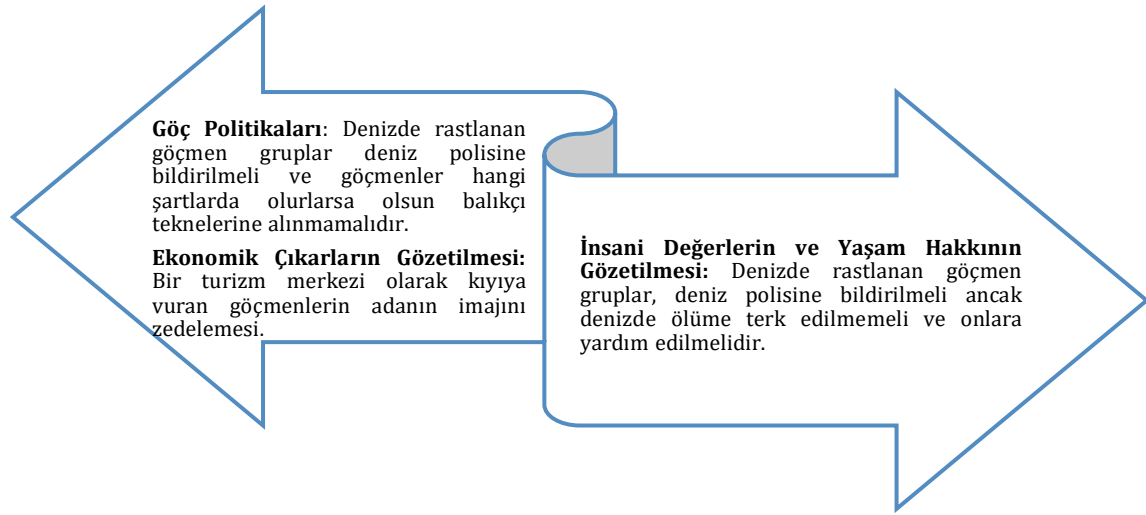 Göç Politikaları: Denizde rastlanan
göçmen gruplar deniz polisine
bildirilmeli ve göçmenler hangi
şartlarda olurlarsa olsun balıkçı
teknelerine alınmamalıdır.
Ekonomik Çıkarların Gözetilmesi:
Bir turizm merkezi olarak kıyıya
vuran göçmenlerin adanın imajını
zedelemesi.
İnsani Değerlerin ve Yaşam Hakkının
Gözetilmesi: Denizde rastlanan göçmen
gruplar, deniz polisine bildirilmeli ancak
denizde ölüme terk edilmemeli ve onlara
yardım edilmelidir.